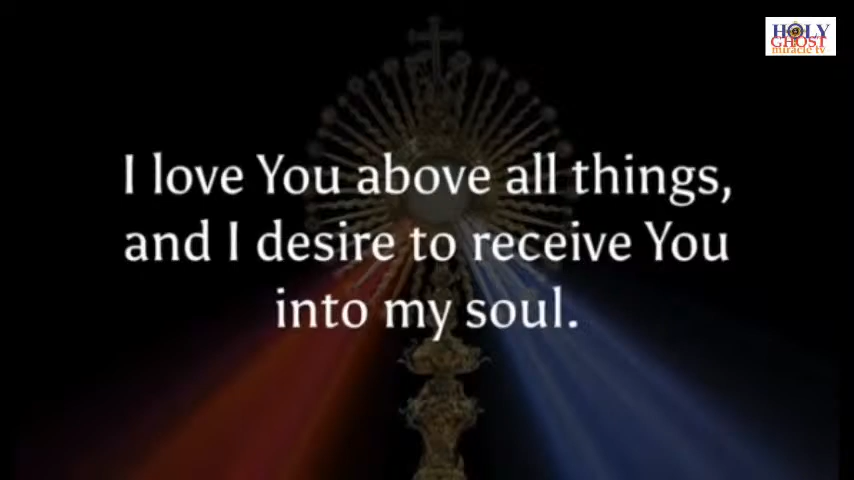 HOLY
GHOST
miracle tv
I love You above all things,
and I desire to receive You
into my soul.